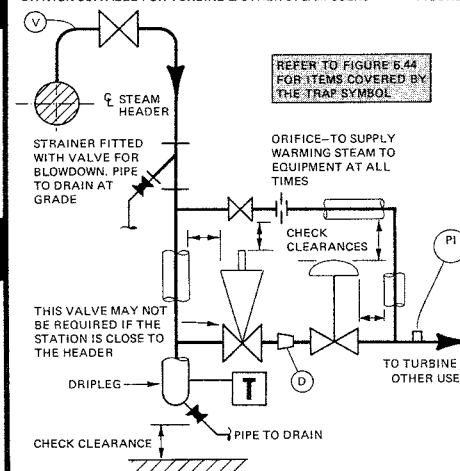 V
REFER TO FIGURE 6.44
FOR ITEMS COVERED BY
THE TRAP SYMBOL
℄ STEAM
HEADER
STRAINER FITTED
WITH VALVE FOR
BLOWDOWN. PIPE
TO DRAIN AT
GRADE
ORIFICE–TO SUPPLY
WARMING STEAM TO
EQUIPMENT AT ALL
TIMES
CHECK
CLEARANCES
PI
THIS VALVE MAY NOT
BE REQUIRED IF THE
STATION IS CLOSE TO
THE HEADER
TO TURBINE
OTHER USE
D
DRIPLEG
T
PIPE TO DRAIN
CHECK CLEARANCE